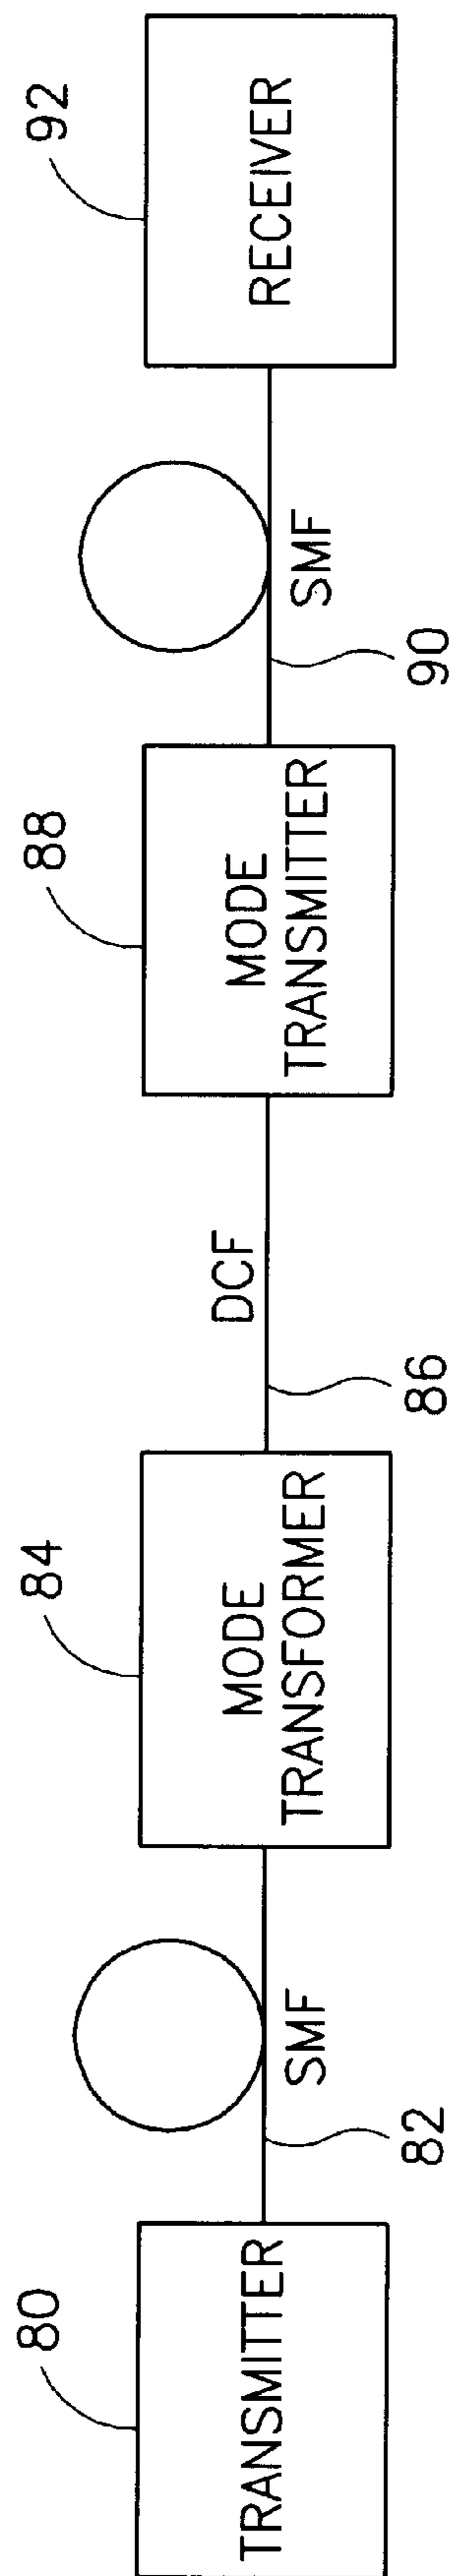 80
TRANSMITTER
82
SMF
84
MODE
TRANSFORMER
86
DCF
88
MODE
TRANSMITTER
90
SMF
92
RECEIVER